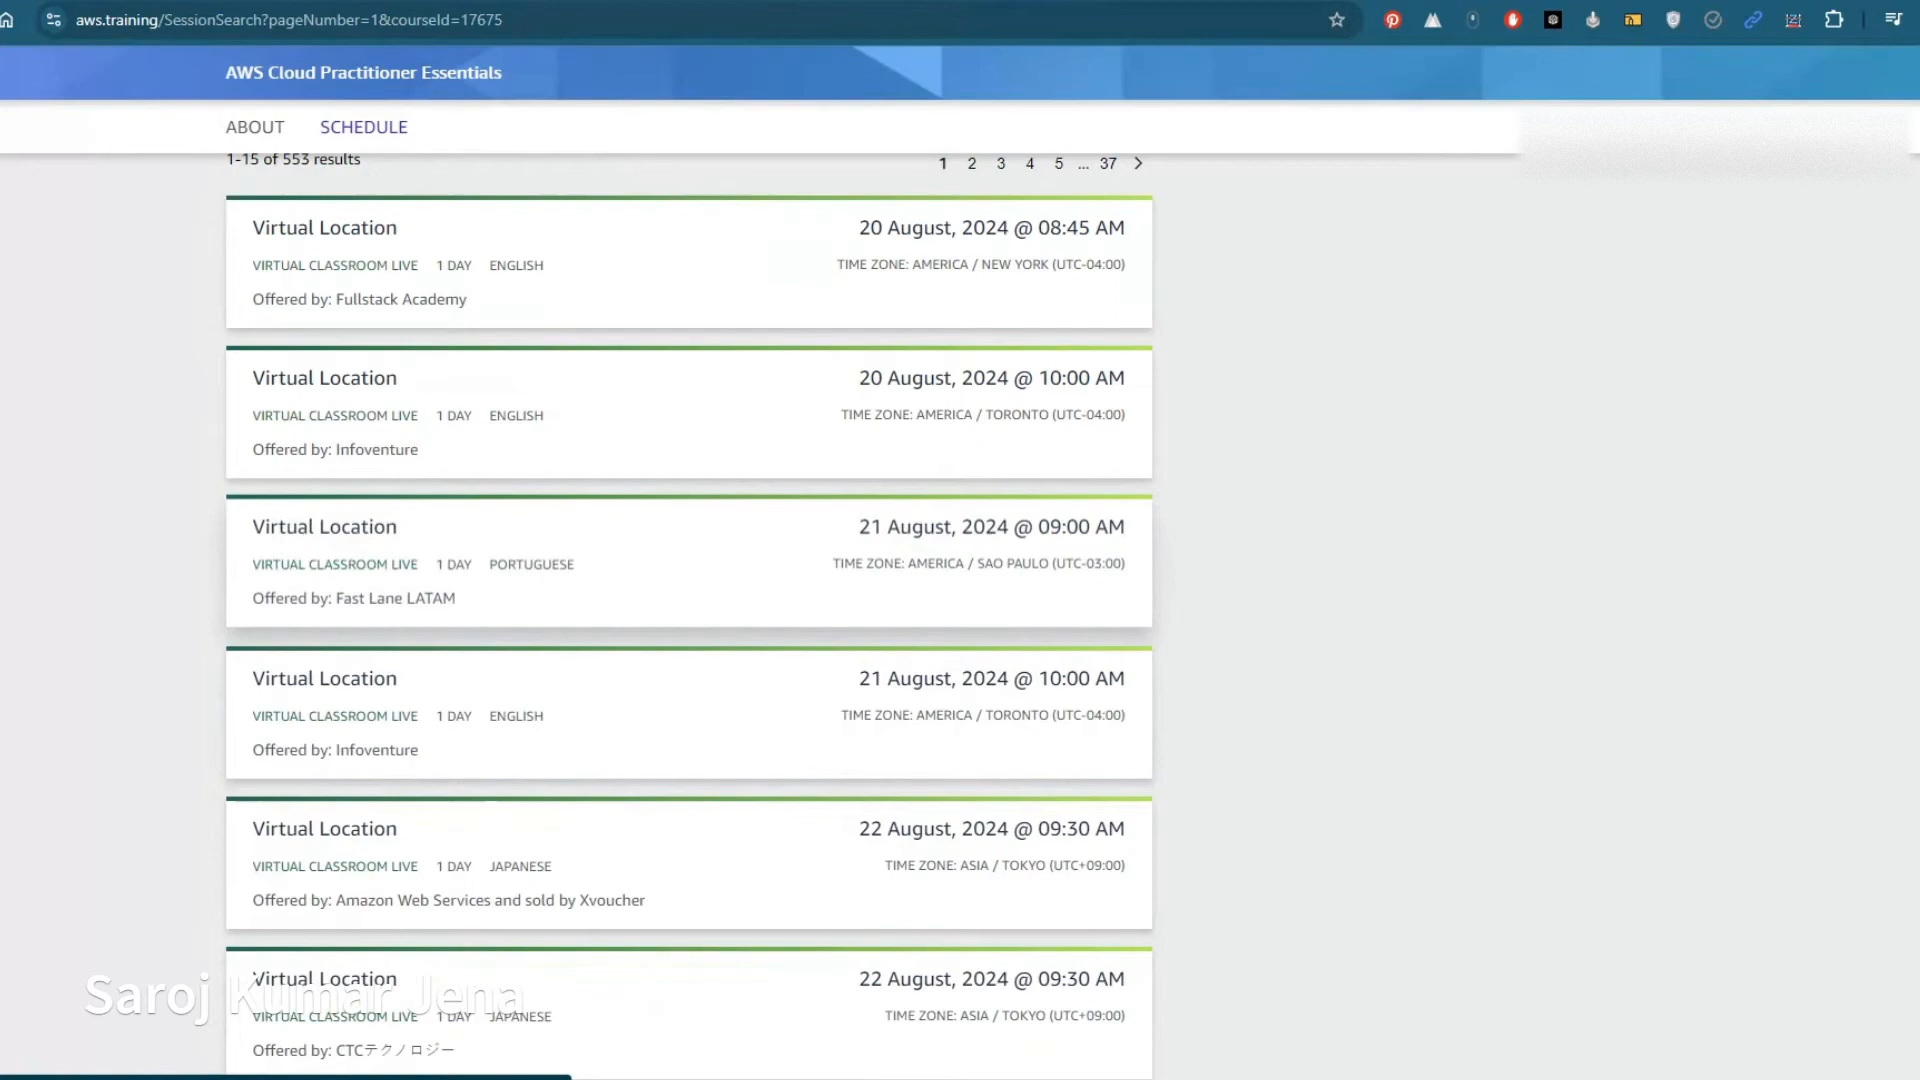 aws.training/SessionSearch?pageNumber=1&courseId=17675
AWS Cloud Practitioner Essentials
ABOUT SCHEDULE
1-15 of 553 results
1 2 3 4 5 ... 37 >
Virtual Location 20 August, 2024 @ 08:45 AM
VIRTUAL CLASSROOM LIVE 1 DAY ENGLISH TIME ZONE: AMERICA / NEW YORK (UTC-04:00)
Offered by: Fullstack Academy
Virtual Location 20 August, 2024 @ 10:00 AM
VIRTUAL CLASSROOM LIVE 1 DAY ENGLISH TIME ZONE: AMERICA / TORONTO (UTC-04:00)
Offered by: Infoventure
Virtual Location 21 August, 2024 @ 09:00 AM
VIRTUAL CLASSROOM LIVE 1 DAY PORTUGUESE TIME ZONE: AMERICA / SAO PAULO (UTC-03:00)
Offered by: Fast Lane LATAM
Virtual Location 21 August, 2024 @ 10:00 AM
VIRTUAL CLASSROOM LIVE 1 DAY ENGLISH TIME ZONE: AMERICA / TORONTO (UTC-04:00)
Offered by: Infoventure
Virtual Location 22 August, 2024 @ 09:30 AM
VIRTUAL CLASSROOM LIVE 1 DAY JAPANESE TIME ZONE: ASIA / TOKYO (UTC+09:00)
Offered by: Amazon Web Services and sold by Xvoucher
Virtual Location 22 August, 2024 @ 09:30 AM
Saroj Kumar Jena
VIRTUAL CLASSROOM LIVE 1 DAY JAPANESE TIME ZONE: ASIA / TOKYO (UTC+09:00)
Offered by: CTCテクノロジー